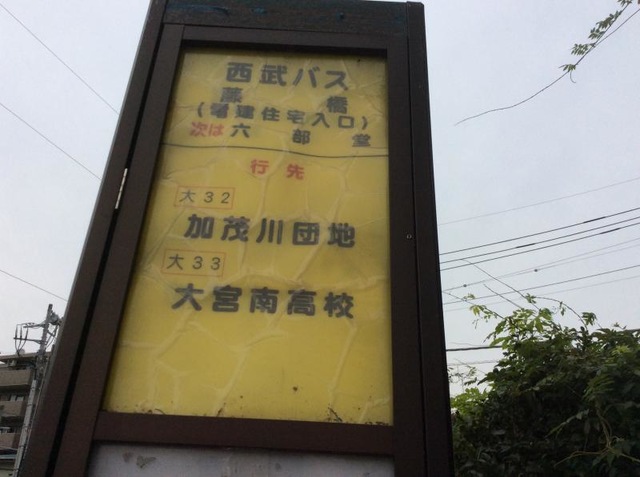 西武バス
藤橋
(署建住宅入口)
次は 六部堂
行先
大32
加茂川団地
大33
大宮南高校